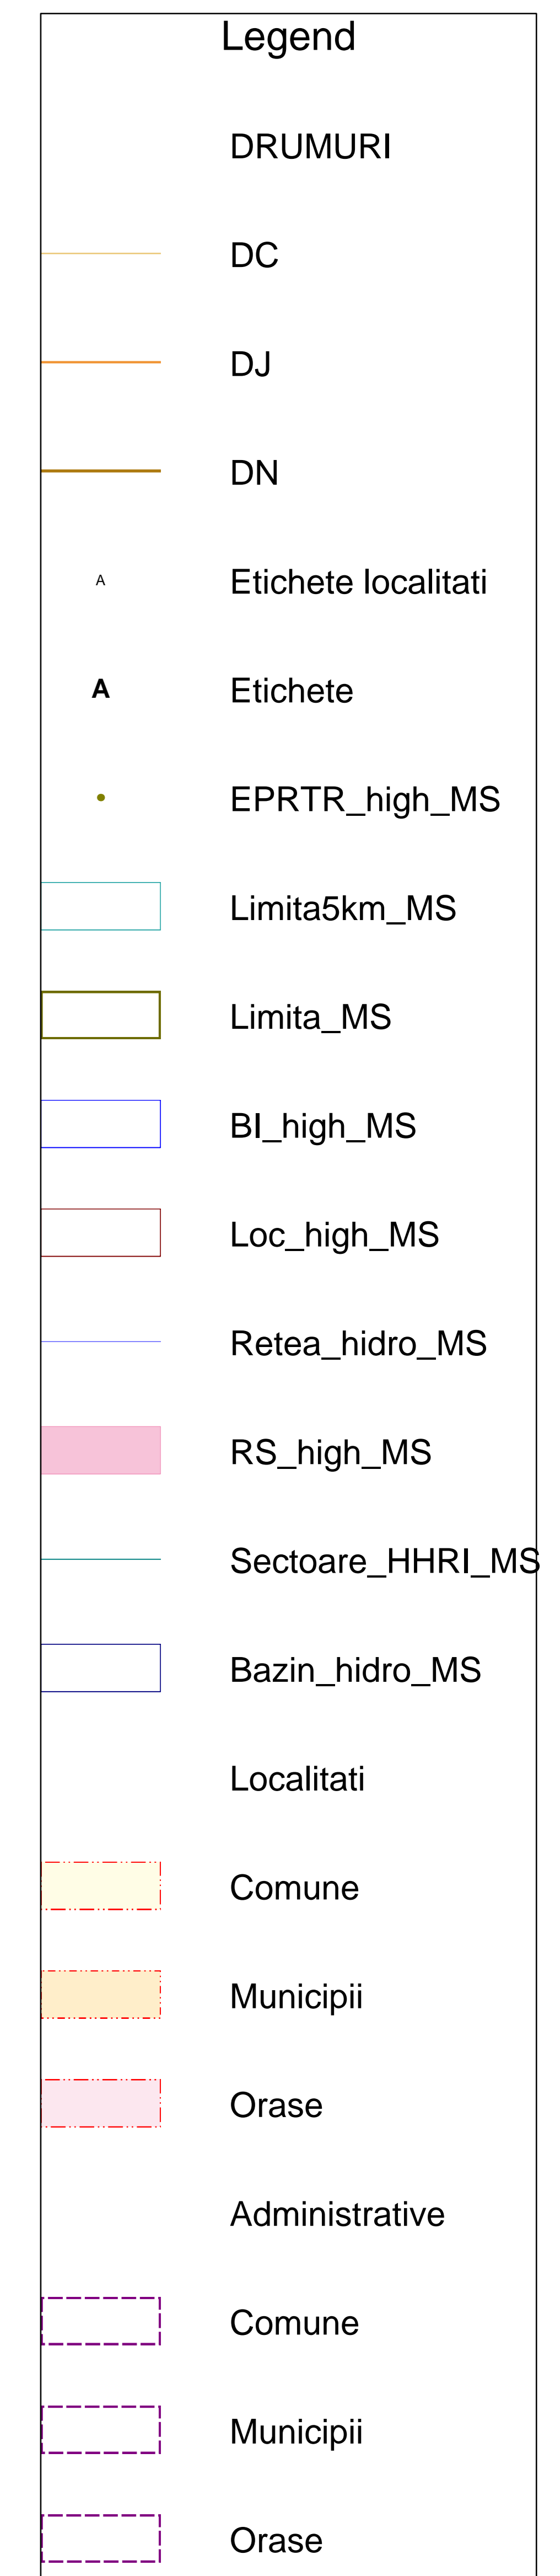 Legend
DRUMURI
DC
DJ
DN
A Etichete localitati
A Etichete
EPRTR_high_MS
Limita5km_MS
Limita_MS
BI_high_MS
Loc_high_MS
Retea_hidro_MS
RS_high_MS
Sectoare_HHRI_MS
Bazin_hidro_MS
Localitati
Comune
Municipii
Orase
Administrative
Comune
Municipii
Orase